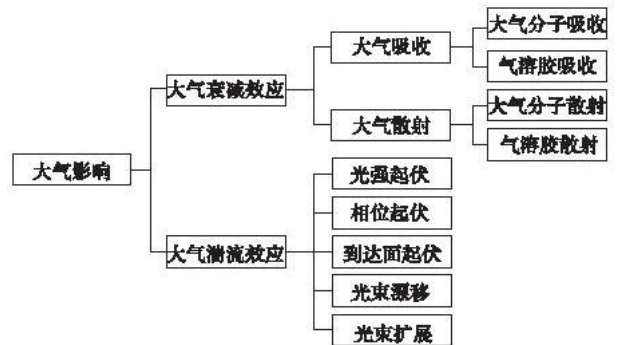 大气影响
大气衰减效应
大气吸收
大气分子吸收
气溶胶吸收
大气散射
大气分子散射
气溶胶散射
大气湍流效应
光强起伏
相位起伏
到达面起伏
光束漂移
光束扩展